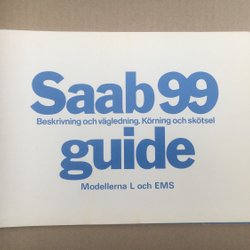 Saab 99
Beskrivning och vägledning. Körning och skötsel
guide
Modellerna L och EMS